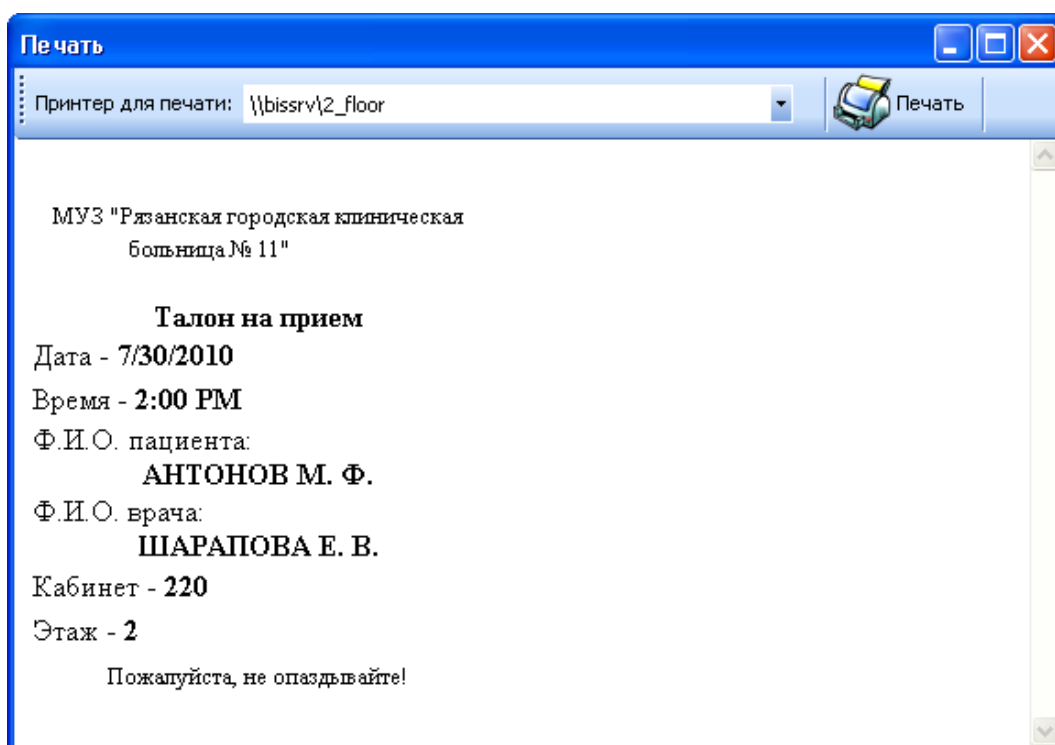 Печать
Принтер для печати: \\bissrv\2_floor Печать
МУЗ "Рязанская городская клиническая
больница № 11"
Талон на прием
Дата - 7/30/2010
Время - 2:00 PM
Ф.И.О. пациента:
АНТОНОВ М. Ф.
Ф.И.О. врача:
ШАРАПОВА Е. В.
Кабинет - 220
Этаж - 2
Пожалуйста, не опаздывайте!